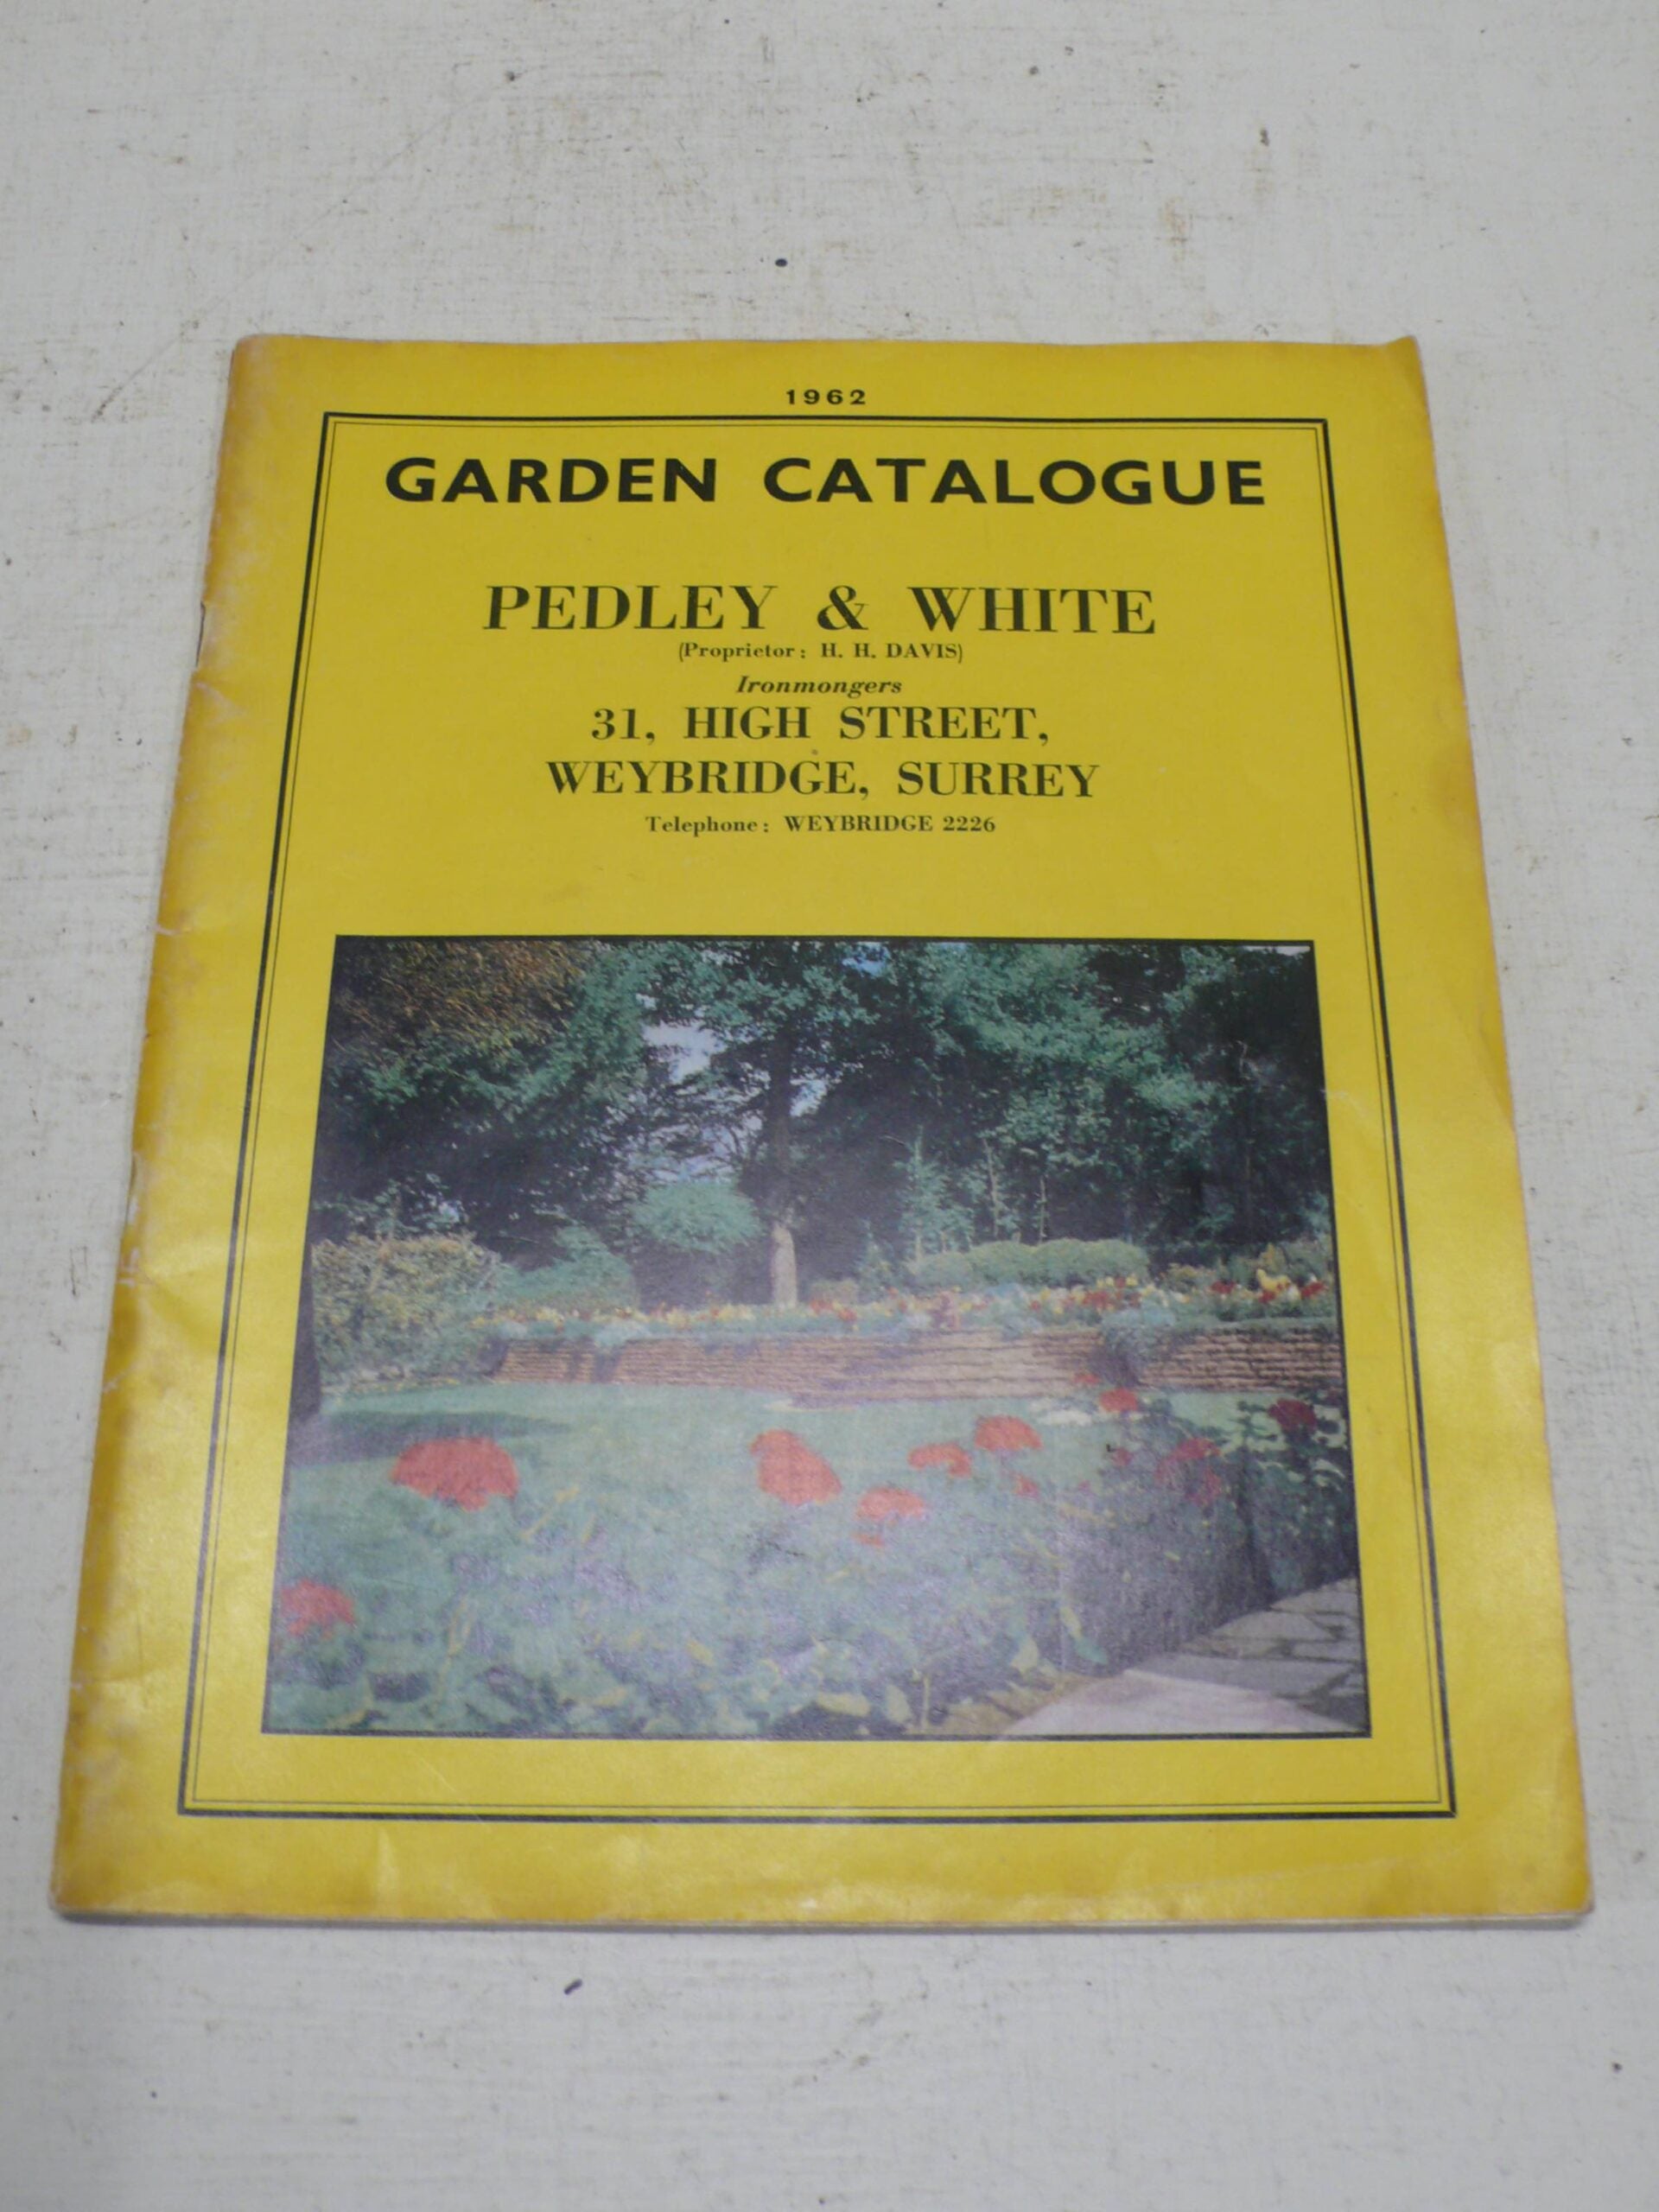 1962
GARDEN CATALOGUE
PEDLEY & WHITE
(Proprietor: H. H. DAVIS)
Ironmongers
31, HIGH STREET,
WEYBRIDGE, SURREY
Telephone: WEYBRIDGE 2226